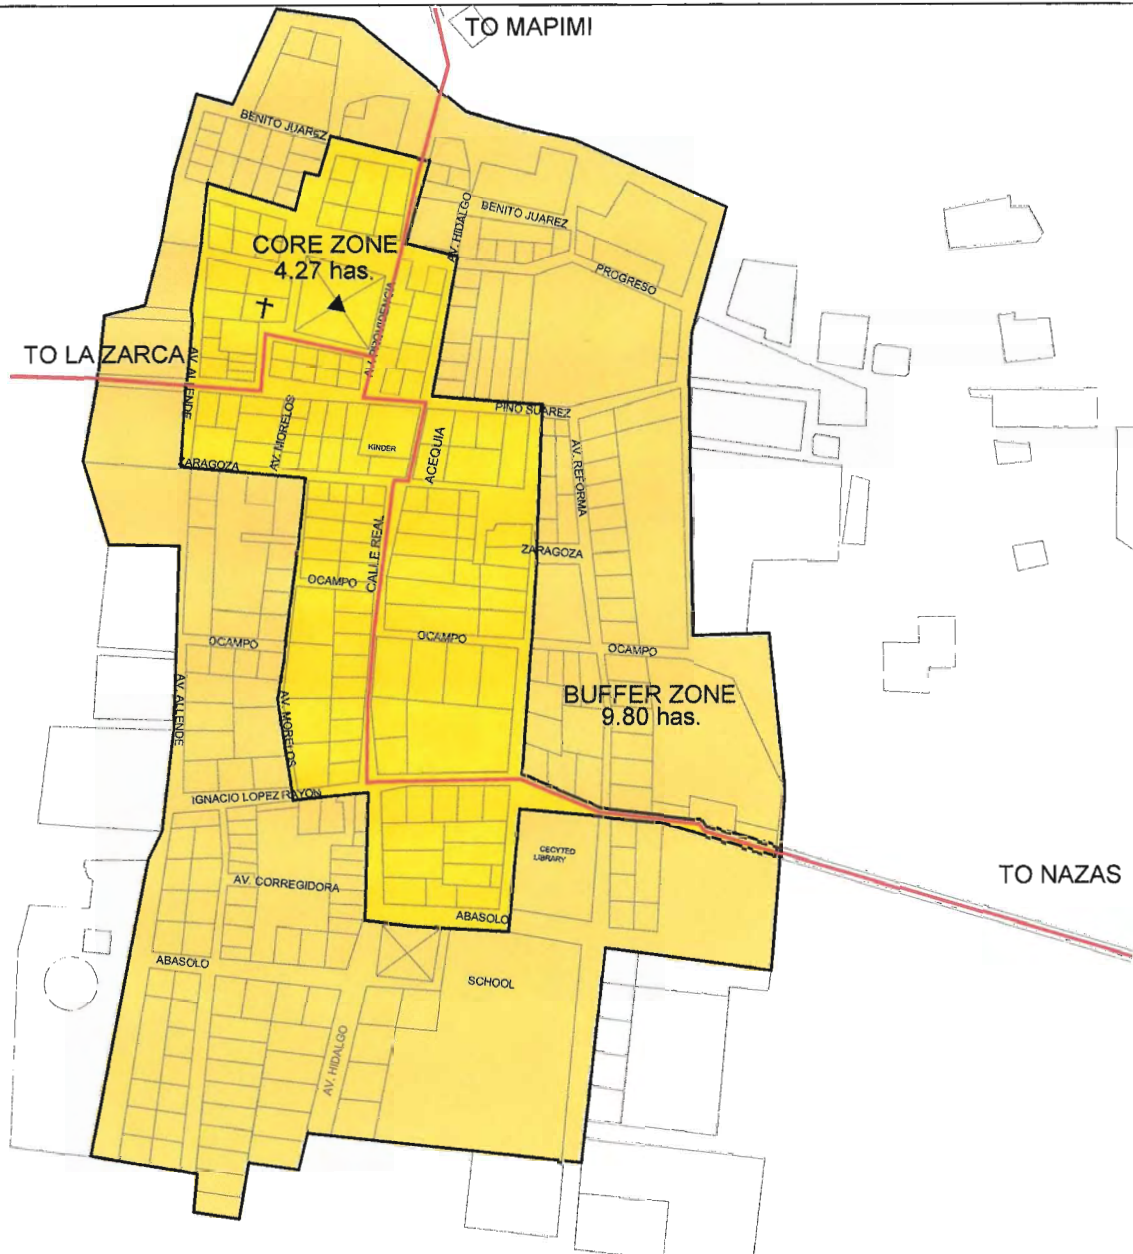 TO MAPIMI
BENITO JUAREZ
AV. HIDALGO
BENITO JUAREZ
CORE ZONE
4.27 has.
PROGRESO
AV. PROVIDENCIA
TO LA ZARCA
AV. ALLENDE
AV. MORELOS
PINO SUAREZ
KINDER
ACEQUIA
AV. REFORMA
ZARAGOZA
CALLE REAL
ZARAGOZA
OCAMPO
OCAMPO
OCAMPO
OCAMPO
AV. ALLENDE
AV. MORELOS
BUFFER ZONE
9.80 has.
IGNACIO LOPEZ RAYON
CECYTED
LIBRARY
AV. CORREGIDORA
TO NAZAS
ABASOLO
ABASOLO
SCHOOL
AV. HIDALGO